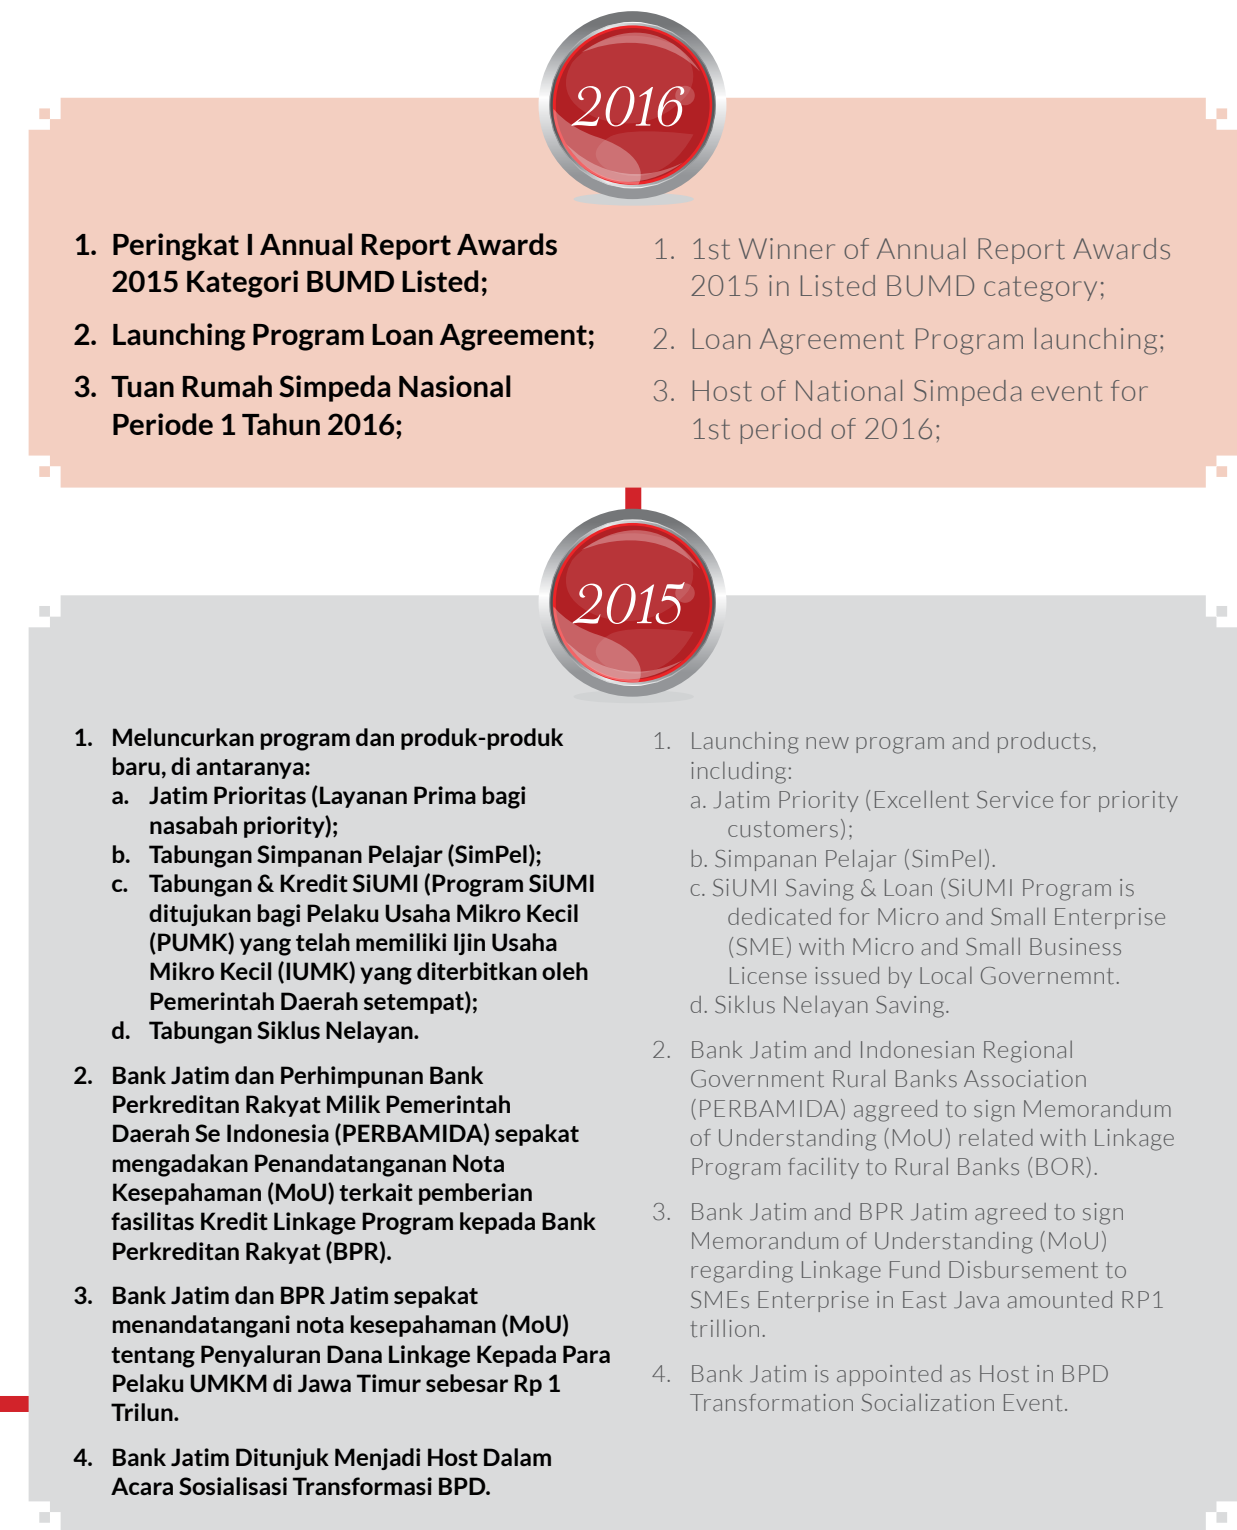 2016
1. Peringkat I Annual Report Awards
2015 Kategori BUMD Listed;
2. Launching Program Loan Agreement;
3. Tuan Rumah Simpeda Nasional
Periode 1 Tahun 2016;
1. 1st Winner of Annual Report Awards
2015 in Listed BUMD category;
2. Loan Agreement Program launching;
3. Host of National Simpeda event for
1st period of 2016;
2015
1. Meluncurkan program dan produk-produk
baru, di antaranya:
a. Jatim Prioritas (Layanan Prima bagi
nasabah priority);
b. Tabungan Simpanan Pelajar (SimPel);
c. Tabungan & Kredit SiUMI (Program SiUMI
ditujukan bagi Pelaku Usaha Mikro Kecil
(PUMK) yang telah memiliki Ijin Usaha
Mikro Kecil (IUMK) yang diterbitkan oleh
Pemerintah Daerah setempat);
d. Tabungan Siklus Nelayan.
2. Bank Jatim dan Perhimpunan Bank
Perkreditan Rakyat Milik Pemerintah
Daerah Se Indonesia (PERBAMIDA) sepakat
mengadakan Penandatanganan Nota
Kesepahaman (MoU) terkait pemberian
fasilitas Kredit Linkage Program kepada Bank
Perkreditan Rakyat (BPR).
3. Bank Jatim dan BPR Jatim sepakat
menandatangani nota kesepahaman (MoU)
tentang Penyaluran Dana Linkage Kepada Para
Pelaku UMKM di Jawa Timur sebesar Rp 1
Trilun.
4. Bank Jatim Ditunjuk Menjadi Host Dalam
Acara Sosialisasi Transformasi BPD.
1. Launching new program and products,
including:
a. Jatim Priority (Excellent Service for priority
customers);
b. Simpanan Pelajar (SimPel).
c. SiUMI Saving & Loan (SiUMI Program is
dedicated for Micro and Small Enterprise
(SME) with Micro and Small Business
License issued by Local Governemnt.
d. Siklus Nelayan Saving.
2. Bank Jatim and Indonesian Regional
Government Rural Banks Association
(PERBAMIDA) aggreed to sign Memorandum
of Understanding (MoU) related with Linkage
Program facility to Rural Banks (BOR).
3. Bank Jatim and BPR Jatim agreed to sign
Memorandum of Understanding (MoU)
regarding Linkage Fund Disbursement to
SMEs Enterprise in East Java amounted RP1
trillion.
4. Bank Jatim is appointed as Host in BPD
Transformation Socialization Event.